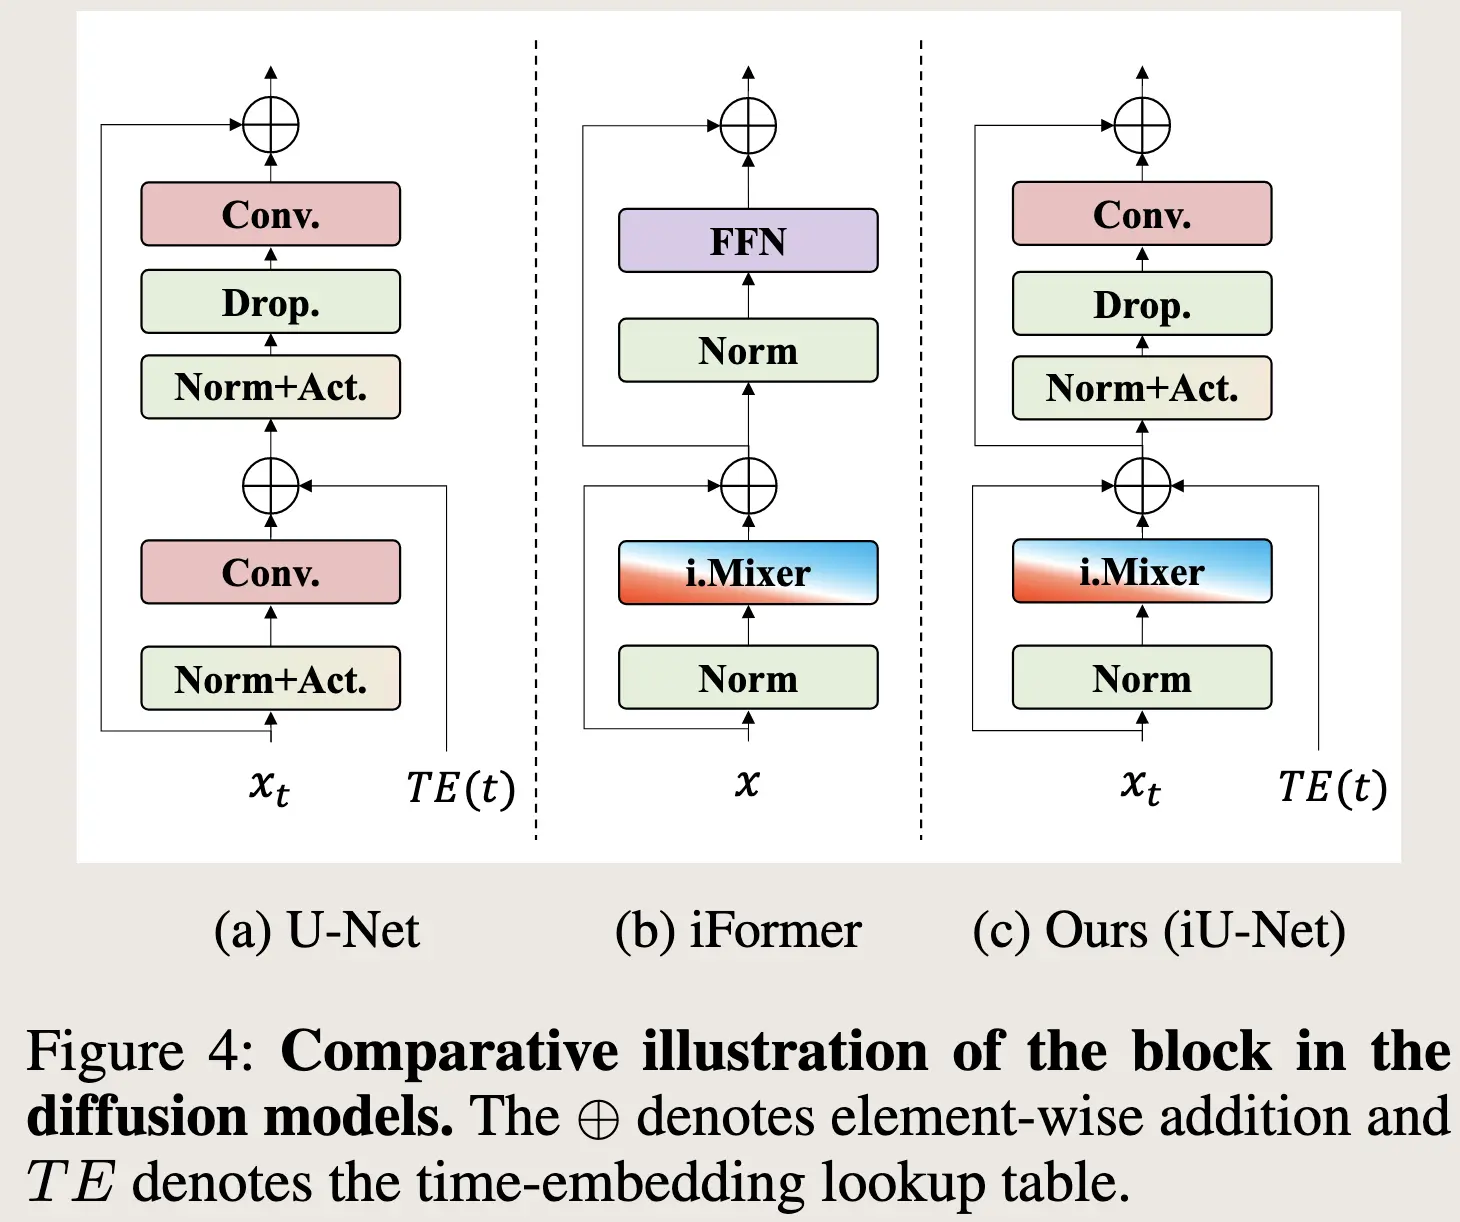 Conv.
Drop.
Norm+Act.
Conv.
Norm+Act.
x_t
TE(t)
FFN
Norm
i.Mixer
Norm
x
Conv.
Drop.
Norm+Act.
i.Mixer
Norm
x_t
TE(t)
(a) U-Net
(b) iFormer
(c) Ours (iU-Net)
Figure 4: Comparative illustration of the block in the
diffusion models. The ⊕ denotes element-wise addition and
TE denotes the time-embedding lookup table.